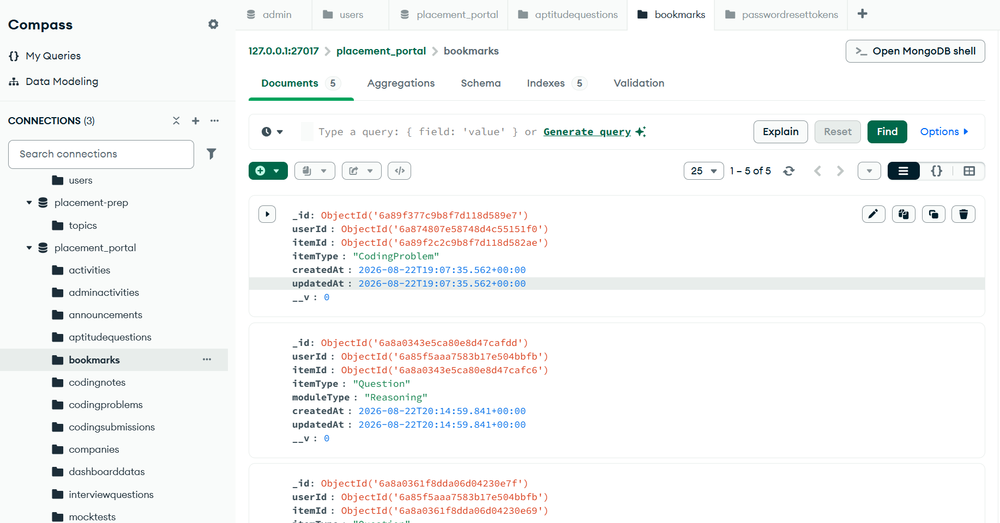 Compass
My Queries
Data Modeling
CONNECTIONS (3)
Search connections
users
placement-prep
topics
placement_portal
activities
adminactivities
announcements
aptitudequestions
bookmarks
codingnotes
codingproblems
codingsubmissions
companies
dashboarddatas
interviewquestions
mocktests
admin users placement_portal aptitudequestions bookmarks passwordresettokens
127.0.0.1:27017 placement_portal bookmarks
>_ Open MongoDB shell
Documents 5 Aggregations Schema Indexes 5 Validation
Type a query: { field: 'value' } or Generate query
Explain Reset Find Options
25 1 – 5 of 5
_id: ObjectId('6a89f377c9b8f7d118d589e7')
userId : ObjectId('6a874807e58748d4c55151f0')
itemId : ObjectId('6a89f2c2c9b8f7d118d582ae')
itemType : "CodingProblem"
createdAt : 2026-08-22T19:07:35.562+00:00
updatedAt : 2026-08-22T19:07:35.562+00:00
__v : 0
_id: ObjectId('6a8a0343e5ca80e8d47cafdd')
userId : ObjectId('6a85f5aaa7583b17e504bbfb')
itemId : ObjectId('6a8a0343e5ca80e8d47cafc6')
itemType : "Question"
moduleType : "Reasoning"
createdAt : 2026-08-22T20:14:59.841+00:00
updatedAt : 2026-08-22T20:14:59.841+00:00
__v : 0
_id: ObjectId('6a8a0361f8dda06d04230e7f')
userId : ObjectId('6a85f5aaa7583b17e504bbfb')
itemId : ObjectId('6a8a0361f8dda06d04230e69')
itemType : "Question"